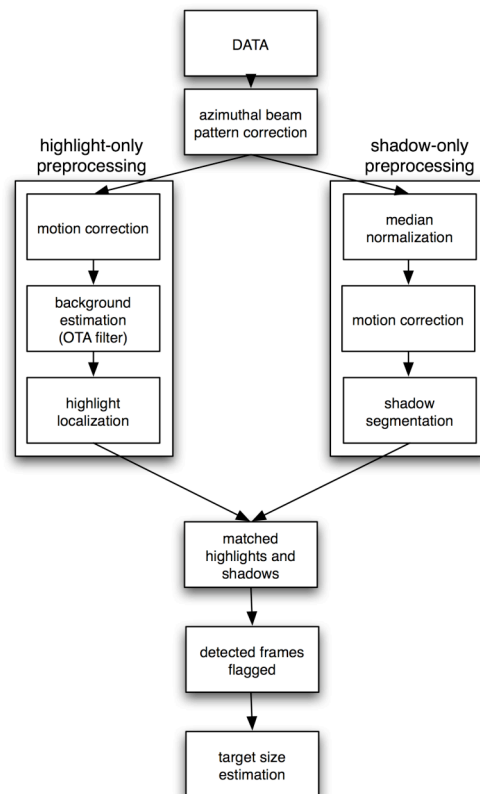 DATA
azimuthal beam
pattern correction
highlight-only
preprocessing
motion correction
background
estimation
(OTA filter)
highlight
localization
shadow-only
preprocessing
median
normalization
motion correction
shadow
segmentation
matched
highlights and
shadows
detected frames
flagged
target size
estimation